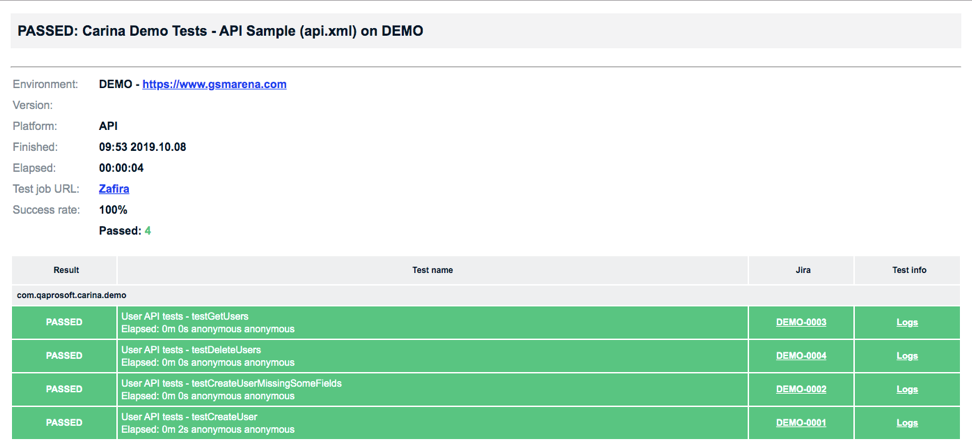 PASSED: Carina Demo Tests - API Sample (api.xml) on DEMO
Environment: DEMO - https://www.gsmarena.com
Version:
Platform: API
Finished: 09:53 2019.10.08
Elapsed: 00:00:04
Test job URL: Zafira
Success rate: 100%
Passed: 4
Result Test name Jira Test info
com.qaprosoft.carina.demo
PASSED User API tests - testGetUsers DEMO-0003 Logs
Elapsed: 0m 0s anonymous anonymous
PASSED User API tests - testDeleteUsers DEMO-0004 Logs
Elapsed: 0m 0s anonymous anonymous
PASSED User API tests - testCreateUserMissingSomeFields DEMO-0002 Logs
Elapsed: 0m 0s anonymous anonymous
PASSED User API tests - testCreateUser DEMO-0001 Logs
Elapsed: 0m 2s anonymous anonymous